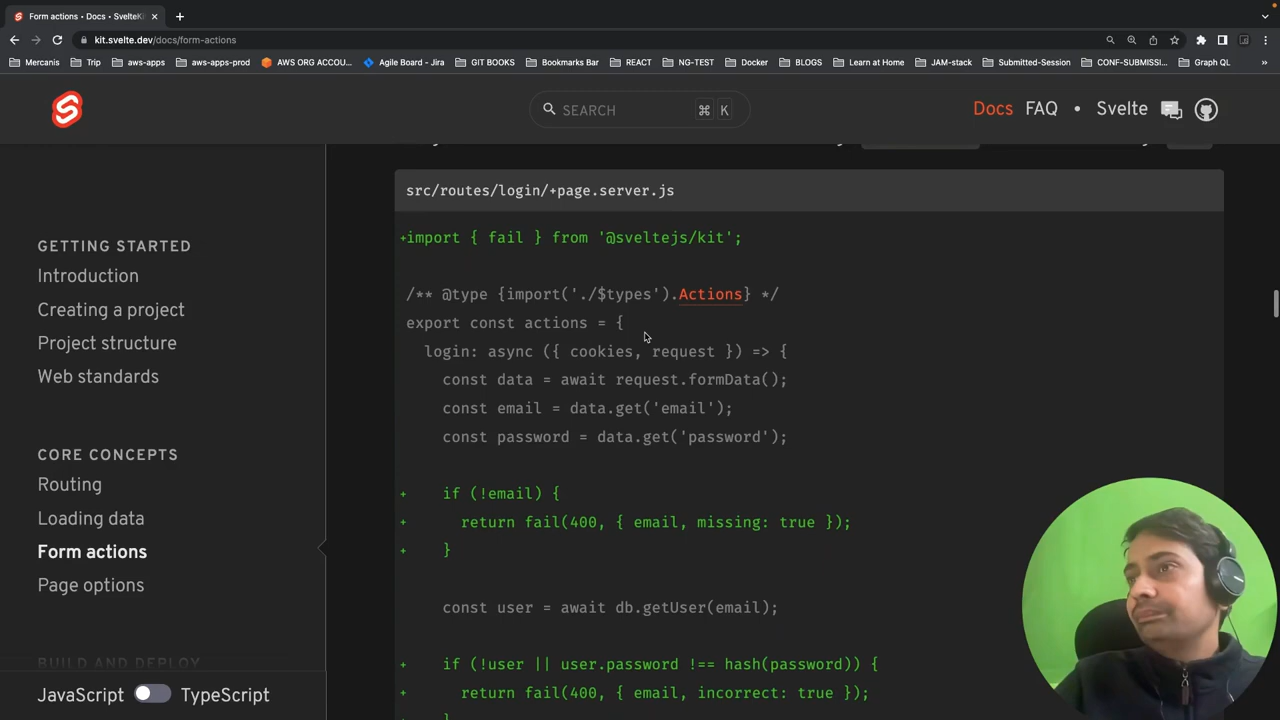 Form actions • Docs • SvelteKi
kit.svelte.dev/docs/form-actions
Mercanis
Trip
aws-apps
aws-apps-prod
AWS ORG ACCOU...
Agile Board - Jira
GIT BOOKS
Bookmarks Bar
REACT
NG-TEST
Docker
BLOGS
Learn at Home
JAM-stack
Submitted-Session
CONF-SUBMISSI...
Graph QL
»
SEARCH
⌘ K
Docs FAQ • Svelte
GETTING STARTED
Introduction
Creating a project
Project structure
Web standards
CORE CONCEPTS
Routing
Loading data
Form actions
Page options
BUILD AND DEPLOY
JavaScript TypeScript
src/routes/login/+page.server.js
+import { fail } from '@sveltejs/kit';
/** @type {import('./$types').Actions} */
export const actions = {
login: async ({ cookies, request }) => {
const data = await request.formData();
const email = data.get('email');
const password = data.get('password');
+ if (!email) {
+ return fail(400, { email, missing: true });
+ }
const user = await db.getUser(email);
+ if (!user || user.password !== hash(password)) {
+ return fail(400, { email, incorrect: true });